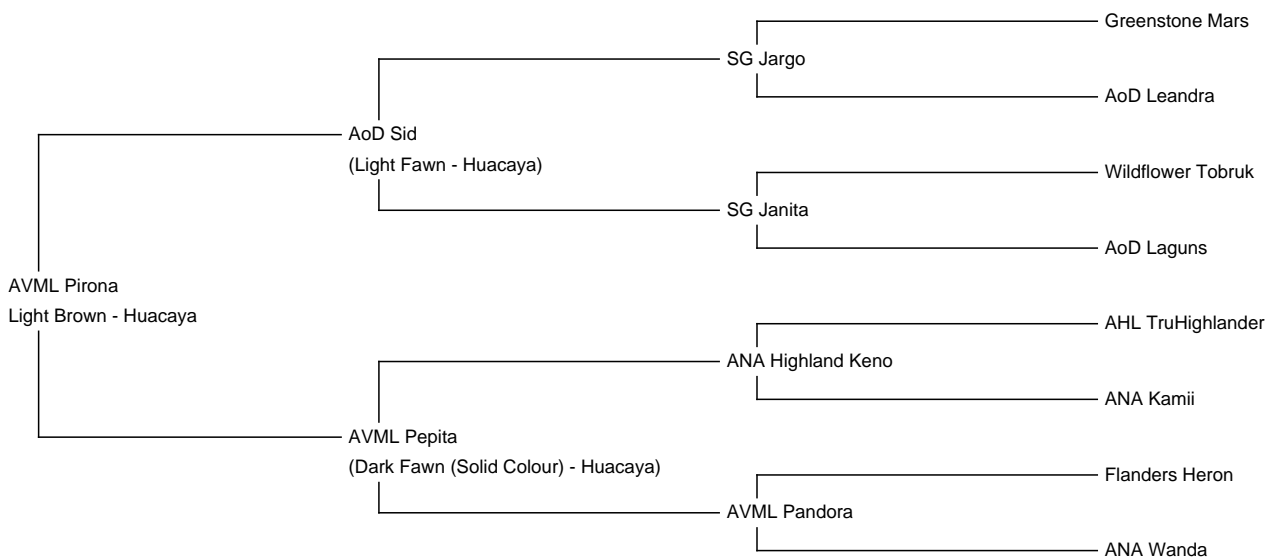 Greenstone Mars
SG Jargo
AoD Leandra
AoD Sid
(Light Fawn - Huacaya)
Wildflower Tobruk
SG Janita
AoD Laguns
AVML Pirona
Light Brown - Huacaya
AHL TruHighlander
ANA Highland Keno
ANA Kamii
AVML Pepita
(Dark Fawn (Solid Colour) - Huacaya)
Flanders Heron
AVML Pandora
ANA Wanda